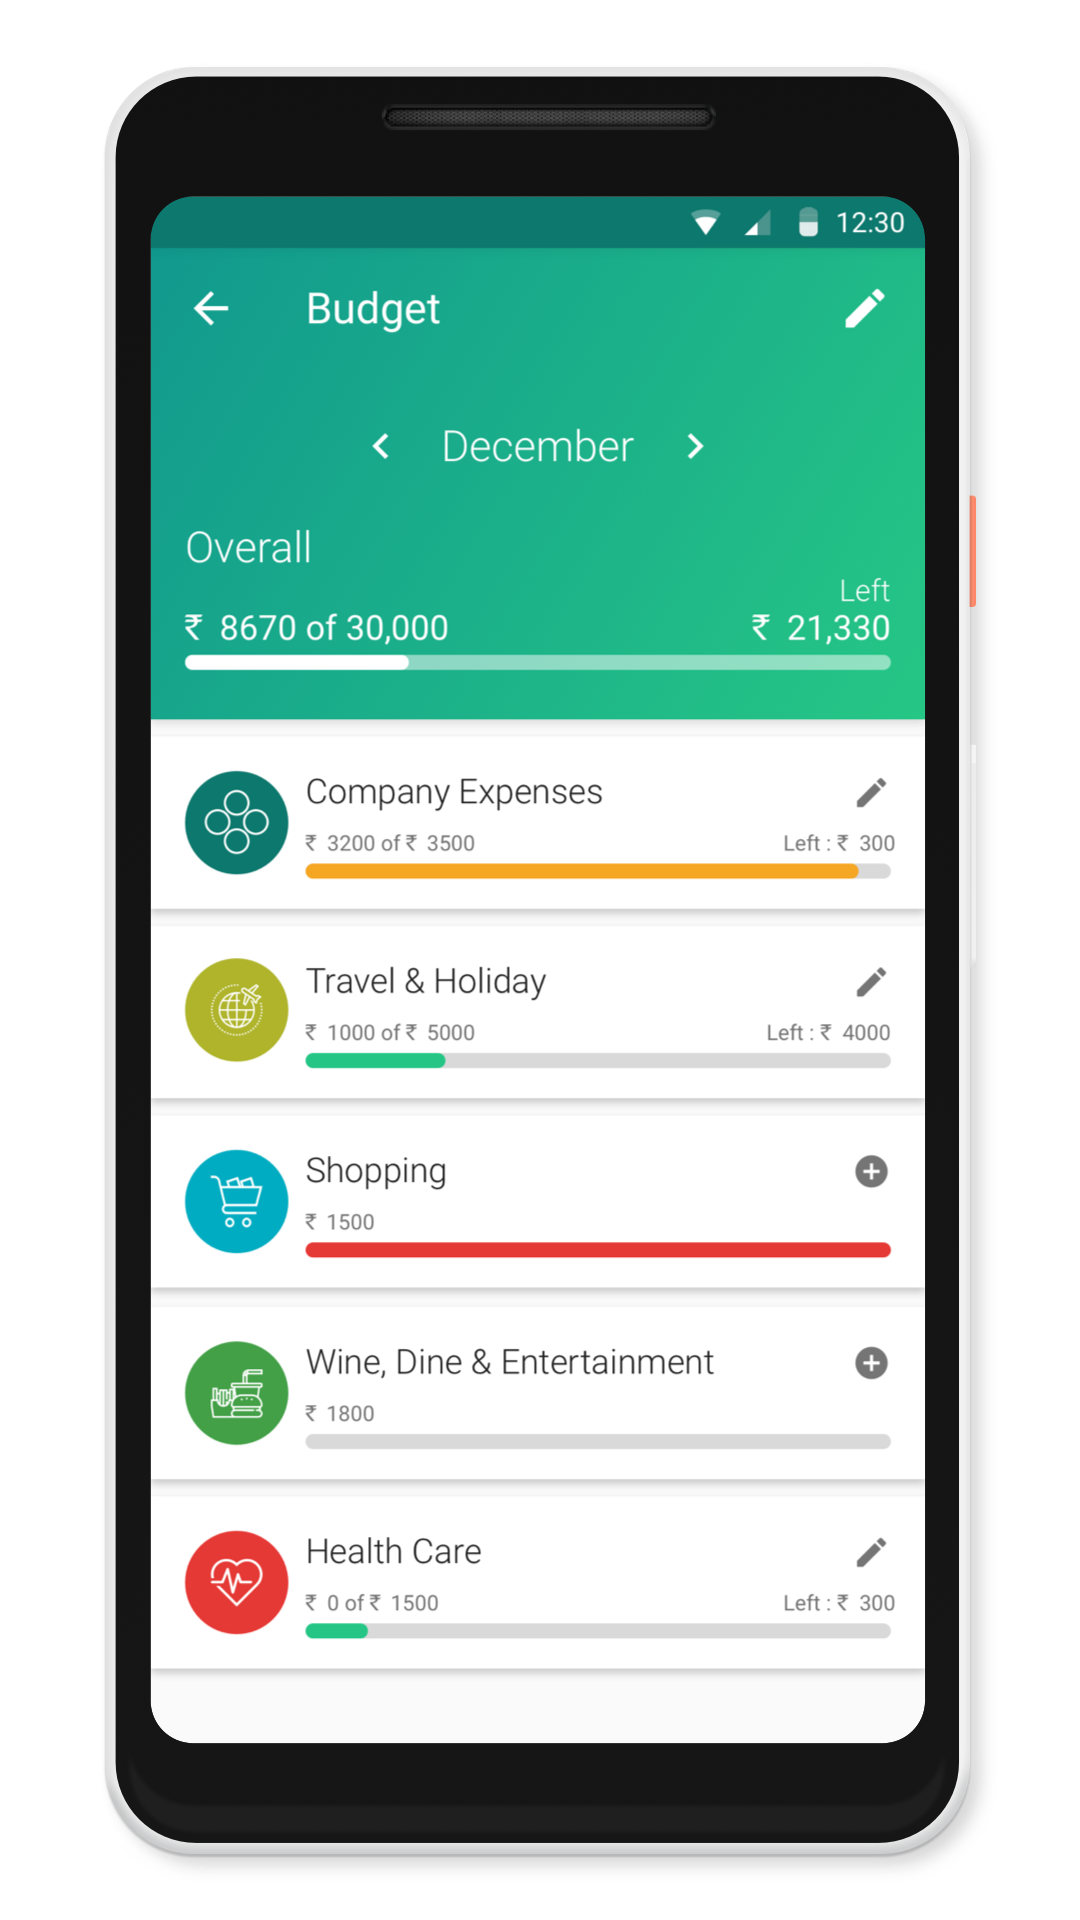 12:30
Budget
December
Overall
Left
₹ 8670 of 30,000 ₹ 21,330
Company Expenses
₹ 3200 of ₹ 3500 Left : ₹ 300
Travel & Holiday
₹ 1000 of ₹ 5000 Left : ₹ 4000
Shopping
₹ 1500
Wine, Dine & Entertainment
₹ 1800
Health Care
₹ 0 of ₹ 1500 Left : ₹ 300